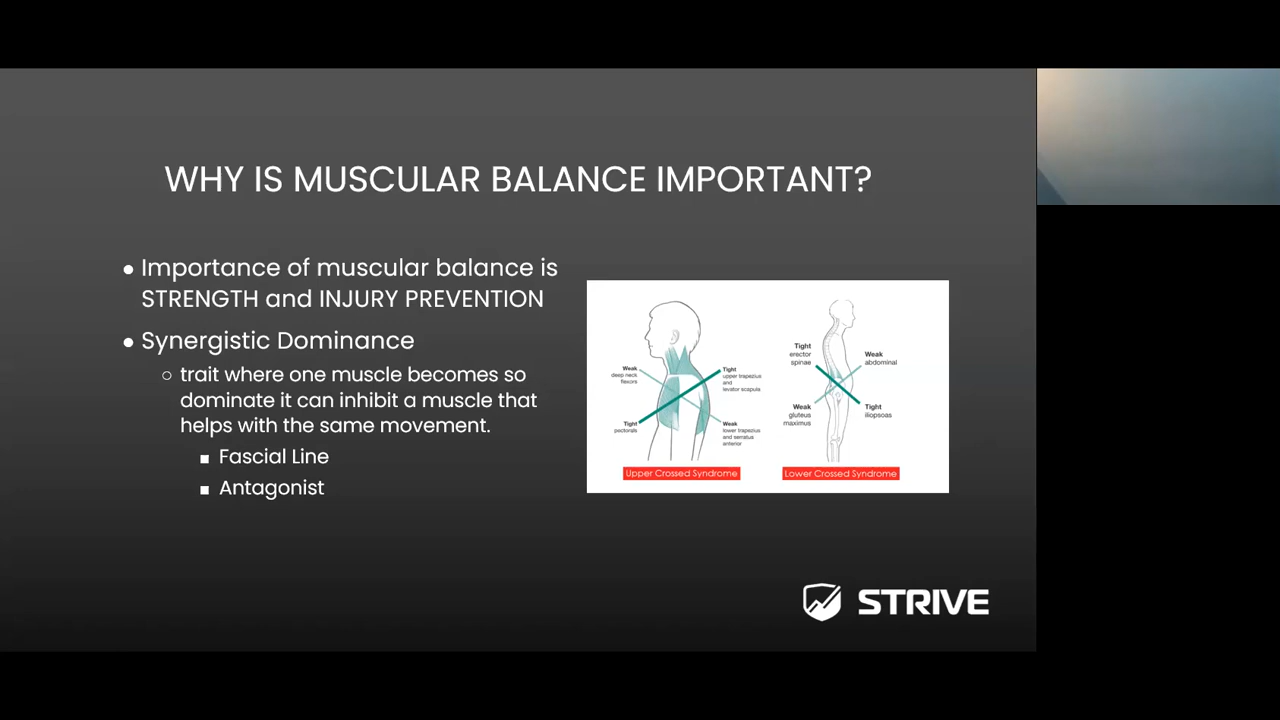 WHY IS MUSCULAR BALANCE IMPORTANT?
● Importance of muscular balance is
STRENGTH and INJURY PREVENTION
● Synergistic Dominance
○ trait where one muscle becomes so
dominate it can inhibit a muscle that
helps with the same movement.
■ Fascial Line
■ Antagonist
Weak
deep neck
flexors
Tight
upper trapezius
and
levator scapula
Tight
pectorals
Weak
lower trapezius
and serratus
anterior
Upper Crossed Syndrome
Tight
erector
spinae
Weak
abdominal
Weak
gluteus
maximus
Tight
iliopsoas
Lower Crossed Syndrome
STRIVE